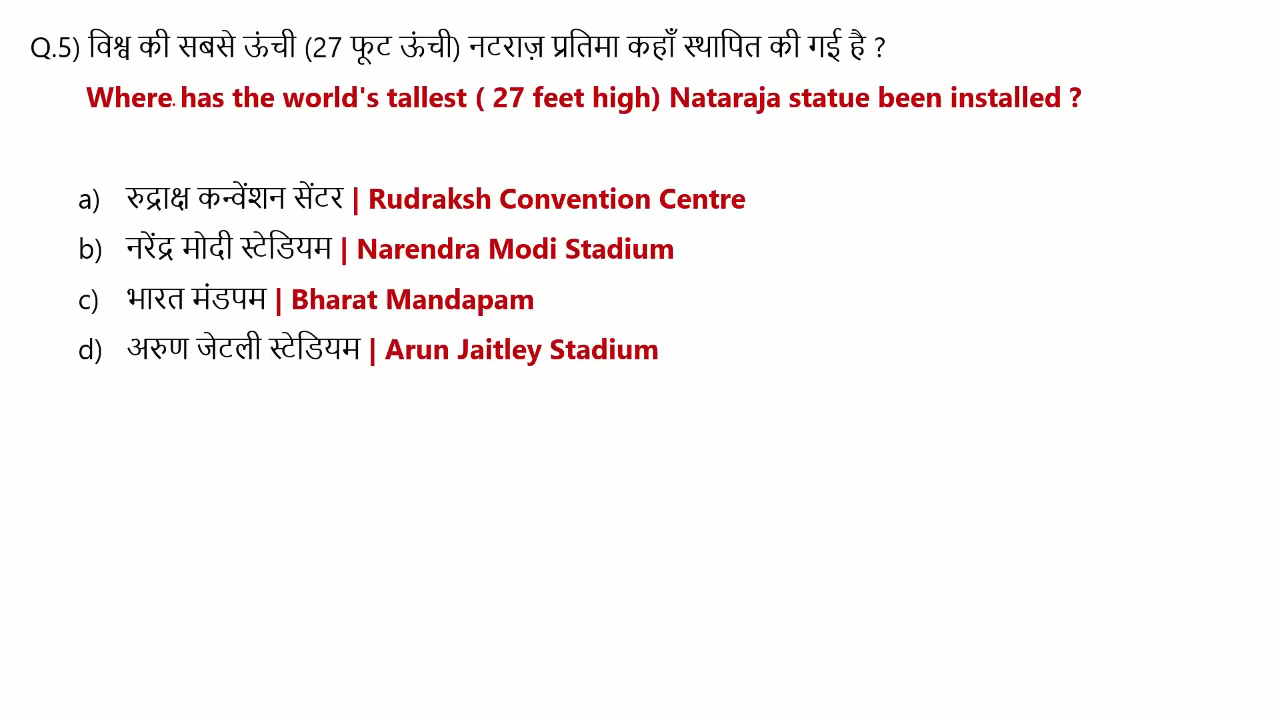 Q.5) विश्व की सबसे ऊंची (27 फूट ऊंची) नटराज़ प्रतिमा कहाँ स्थापित की गई है ?
Where has the world's tallest ( 27 feet high) Nataraja statue been installed ?
a) रुद्राक्ष कन्वेंशन सेंटर | Rudraksh Convention Centre
b) नरेंद्र मोदी स्टेडियम | Narendra Modi Stadium
c) भारत मंडपम | Bharat Mandapam
d) अरुण जेटली स्टेडियम | Arun Jaitley Stadium